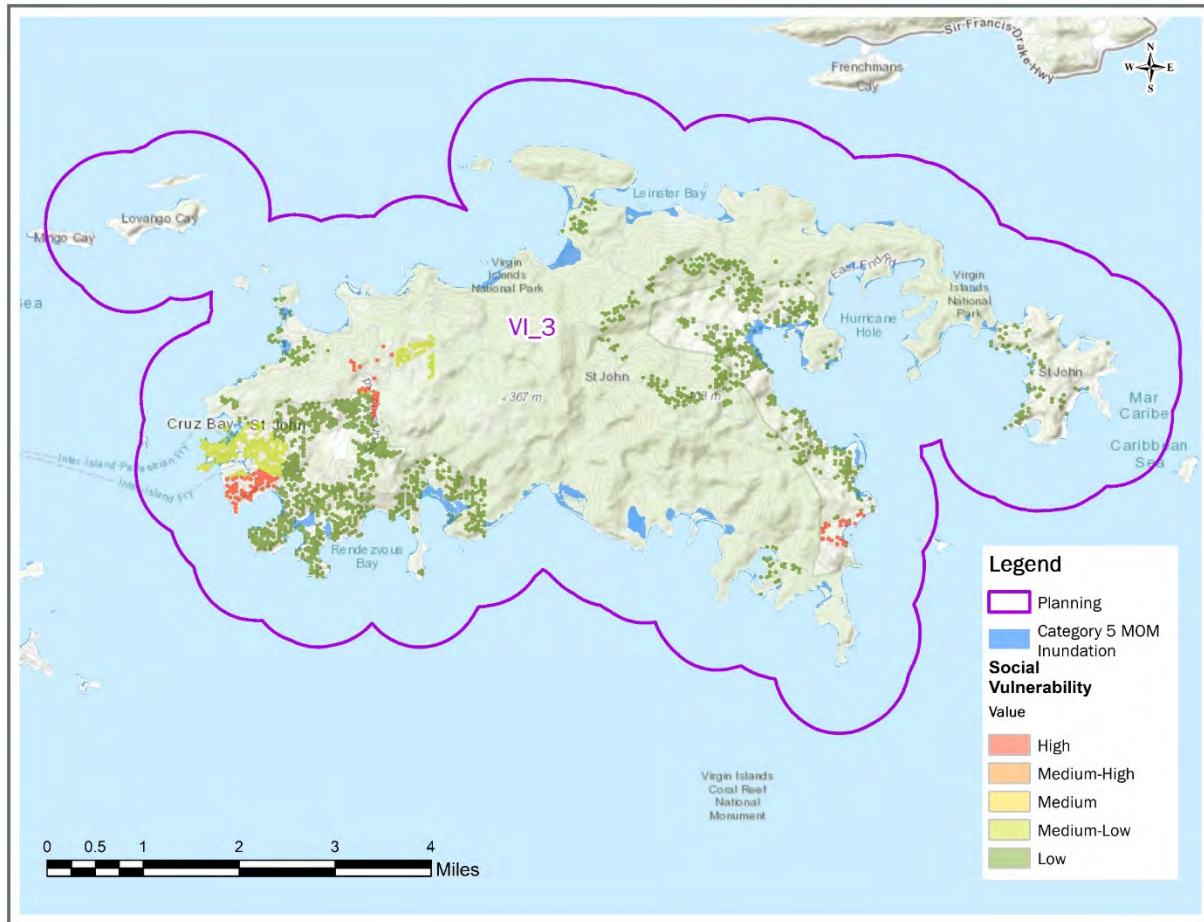 Sir-Francis-Drake-Hwy
Frenchmans
Cay
N
W
E
S
Leinster Bay
Lovango Cay
Mingo Cay
Sea
Virgin
Islands
National Park
East End Rd
Virgin
Islands
National
Park
VI_3
Hurricane
Hole
St John
St John
367 m
Mar
Caribe
Caribbean
Sea
Cruz Bay
St John
Inter-Island-Pedestrian Fry
Inter-Island Fry
Rendezvous
Bay
Virgin Islands
Coral Reef
National
Monument
0
0.5
1
2
3
4
Miles
Legend
Planning
Category 5 MOM
Inundation
Social
Vulnerability
Value
High
Medium-High
Medium
Medium-Low
Low